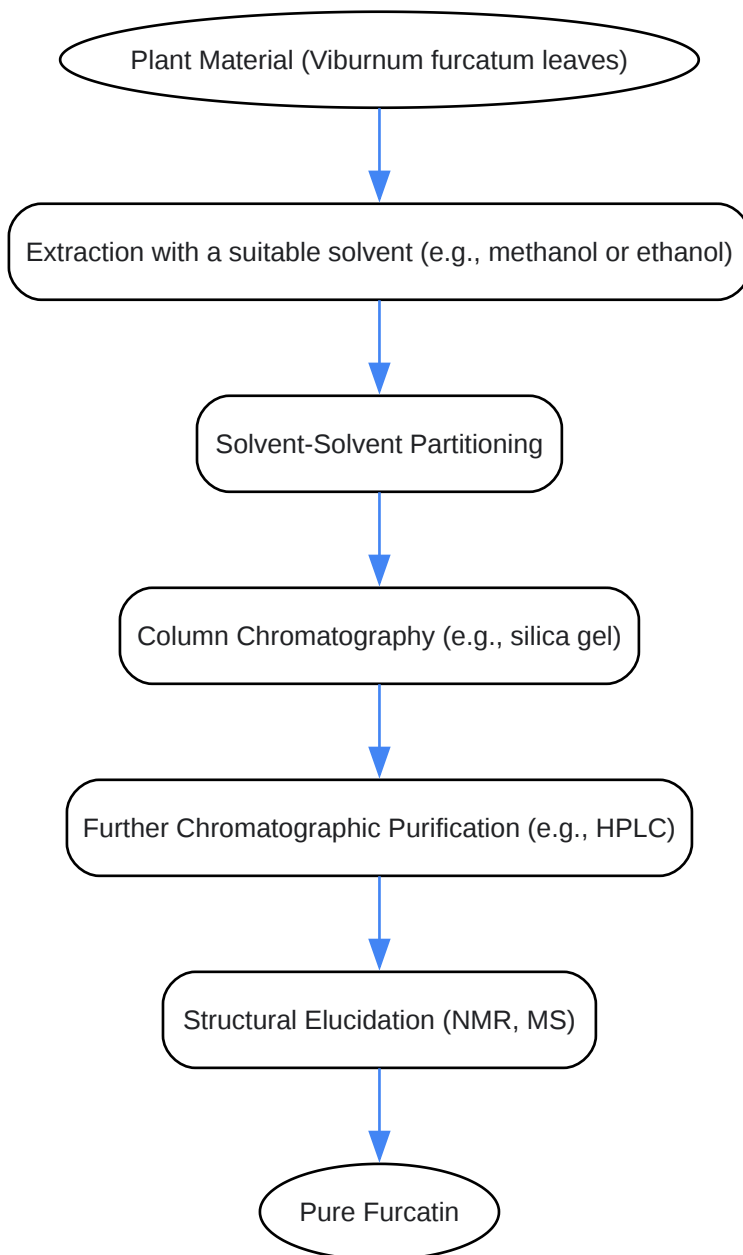 Plant Material (Viburnum furcatum leaves)
Extraction with a suitable solvent (e.g., methanol or ethanol)
Solvent-Solvent Partitioning
Column Chromatography (e.g., silica gel)
Further Chromatographic Purification (e.g., HPLC)
Structural Elucidation (NMR, MS)
Pure Furcatin